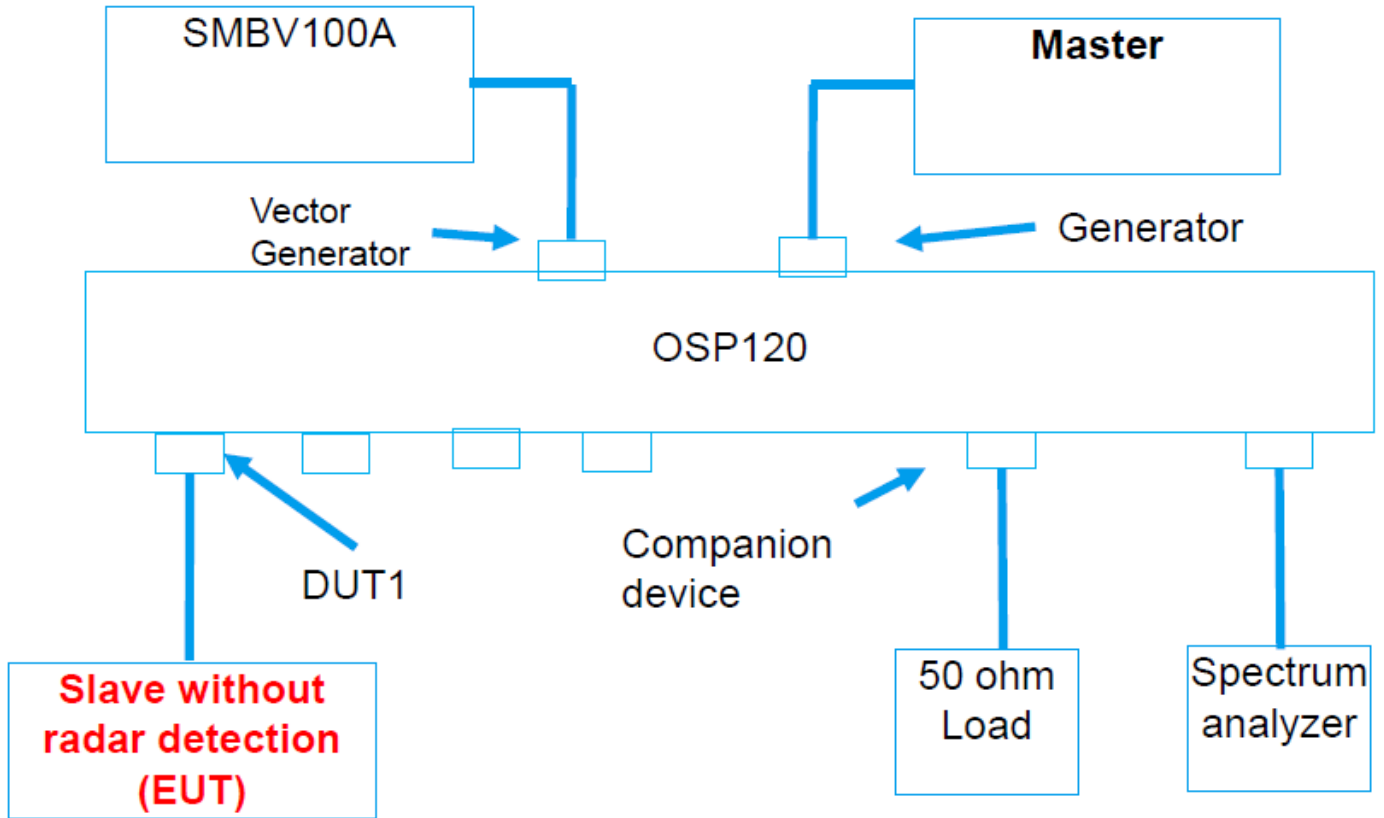 SMBV100A
Master
Vector
Generator
Generator
OSP120
DUT1
Companion
device
Slave without
radar detection
(EUT)
50 ohm
Load
Spectrum
analyzer